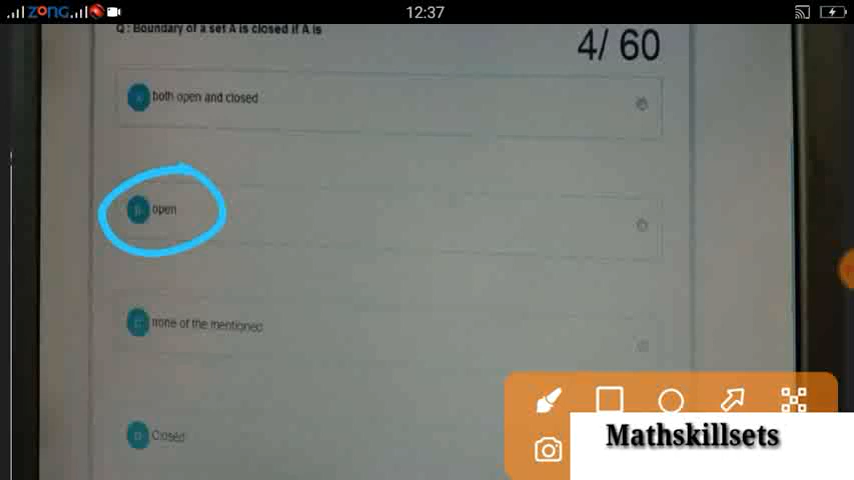 ZONG 12:37
Q: Boundary of a set A is closed if A is
4/ 60
both open and closed
open
none of the mentioned
D Closed
Mathskillsets